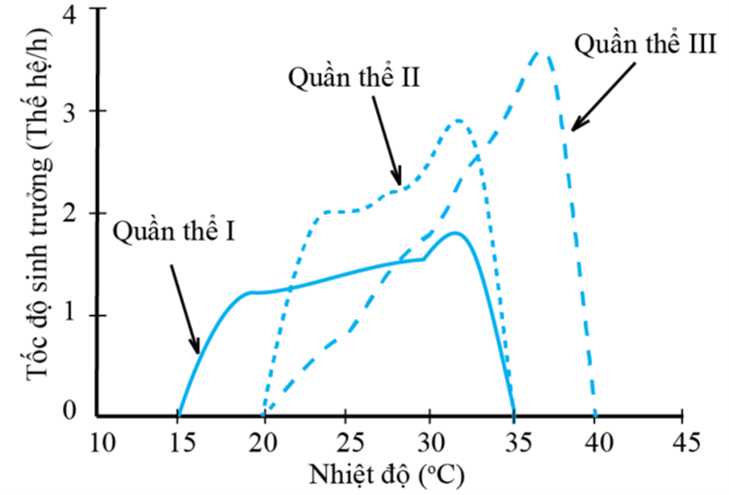 4
Quần thể III
Quần thể II
3
Tốc độ sinh trưởng (Thế hệ/h)
2
Quần thể I
1
0
10 15 20 25 30 35 40 45
Nhiệt độ (°C)